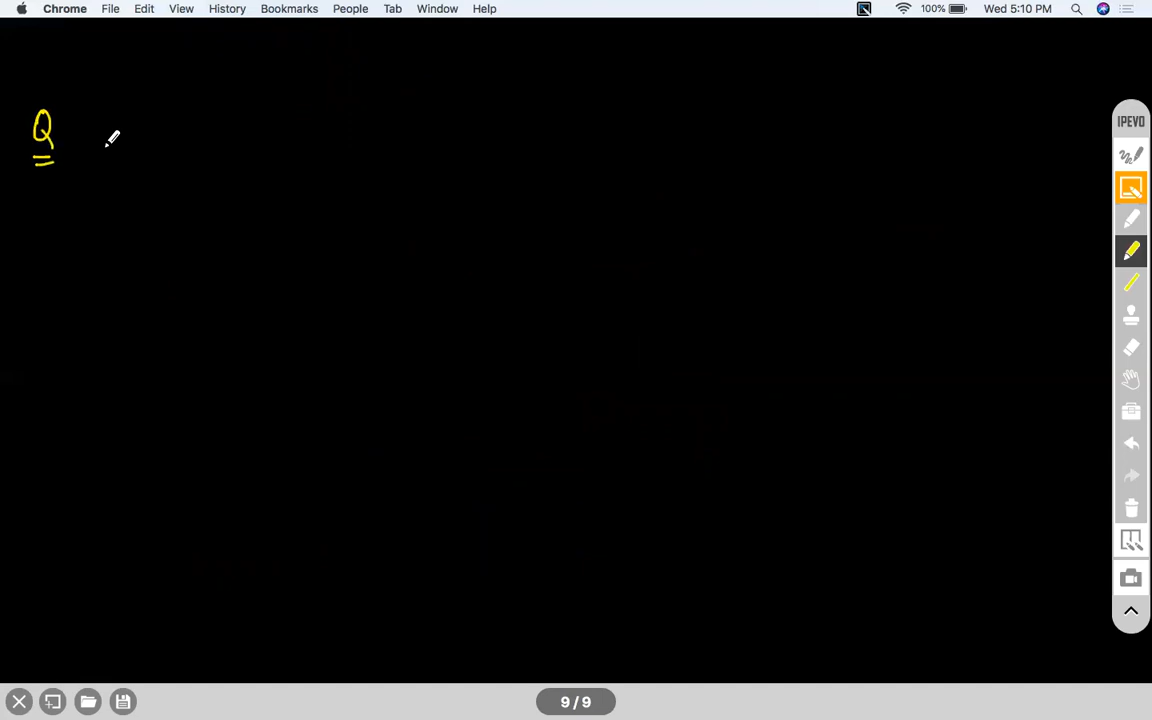 Chrome File Edit View History Bookmarks People Tab Window Help 100% Wed 5:10 PM
Q
IPEVO
9 / 9